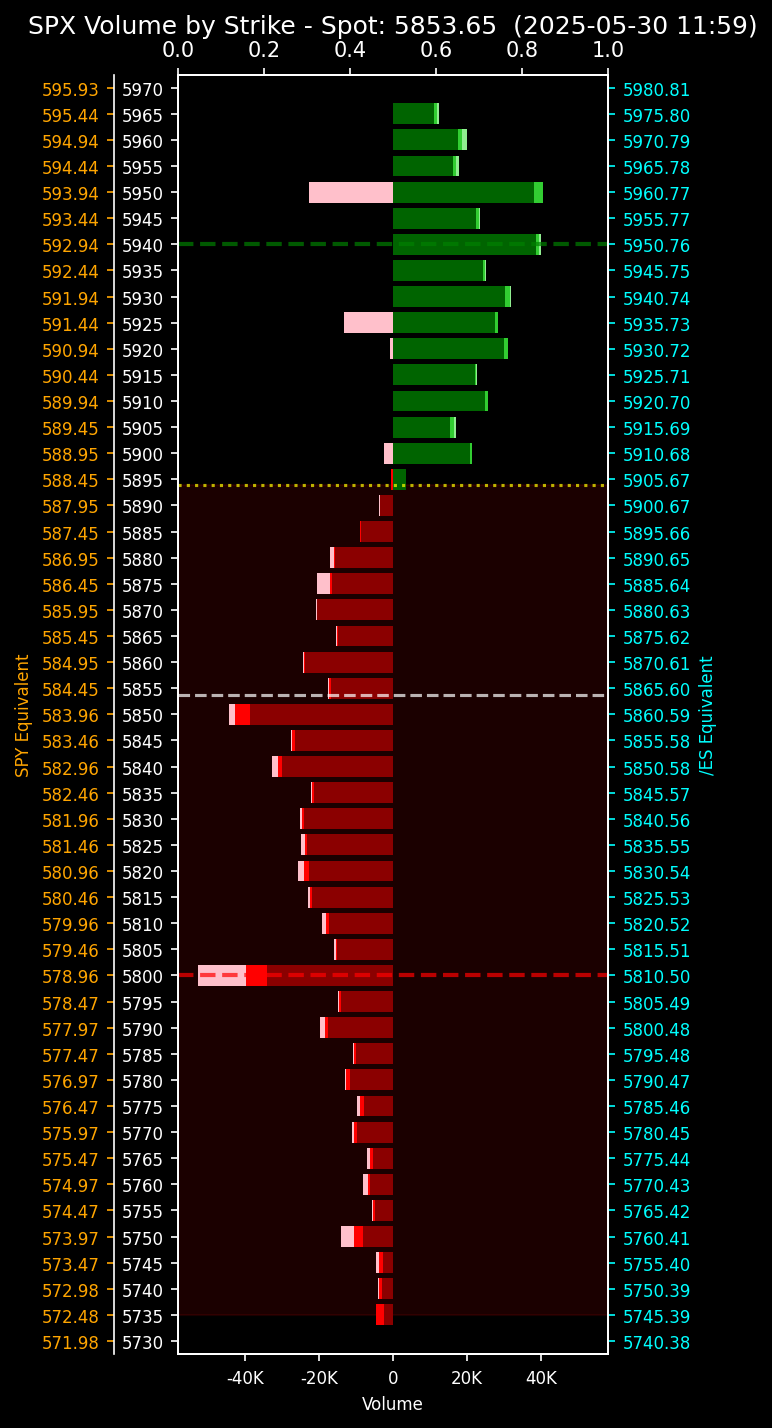 SPX Volume by Strike - Spot: 5853.65 (2025-05-30 11:59)
0.0 0.2 0.4 0.6 0.8 1.0
595.93 5970 5980.81
595.44 5965 5975.80
594.94 5960 5970.79
594.44 5955 5965.78
593.94 5950 5960.77
593.44 5945 5955.77
592.94 5940 5950.76
592.44 5935 5945.75
591.94 5930 5940.74
591.44 5925 5935.73
590.94 5920 5930.72
590.44 5915 5925.71
589.94 5910 5920.70
589.45 5905 5915.69
588.95 5900 5910.68
588.45 5895 5905.67
587.95 5890 5900.67
587.45 5885 5895.66
586.95 5880 5890.65
586.45 5875 5885.64
585.95 5870 5880.63
585.45 5865 5875.62
584.95 5860 5870.61
584.45 5855 5865.60
583.96 5850 5860.59
583.46 5845 5855.58
582.96 5840 5850.58
582.46 5835 5845.57
581.96 5830 5840.56
581.46 5825 5835.55
580.96 5820 5830.54
580.46 5815 5825.53
579.96 5810 5820.52
579.46 5805 5815.51
578.96 5800 5810.50
578.47 5795 5805.49
577.97 5790 5800.48
577.47 5785 5795.48
576.97 5780 5790.47
576.47 5775 5785.46
575.97 5770 5780.45
575.47 5765 5775.44
574.97 5760 5770.43
574.47 5755 5765.42
573.97 5750 5760.41
573.47 5745 5755.40
572.98 5740 5750.39
572.48 5735 5745.39
571.98 5730 5740.38
SPY Equivalent
/ES Equivalent
-40K -20K 0 20K 40K
Volume